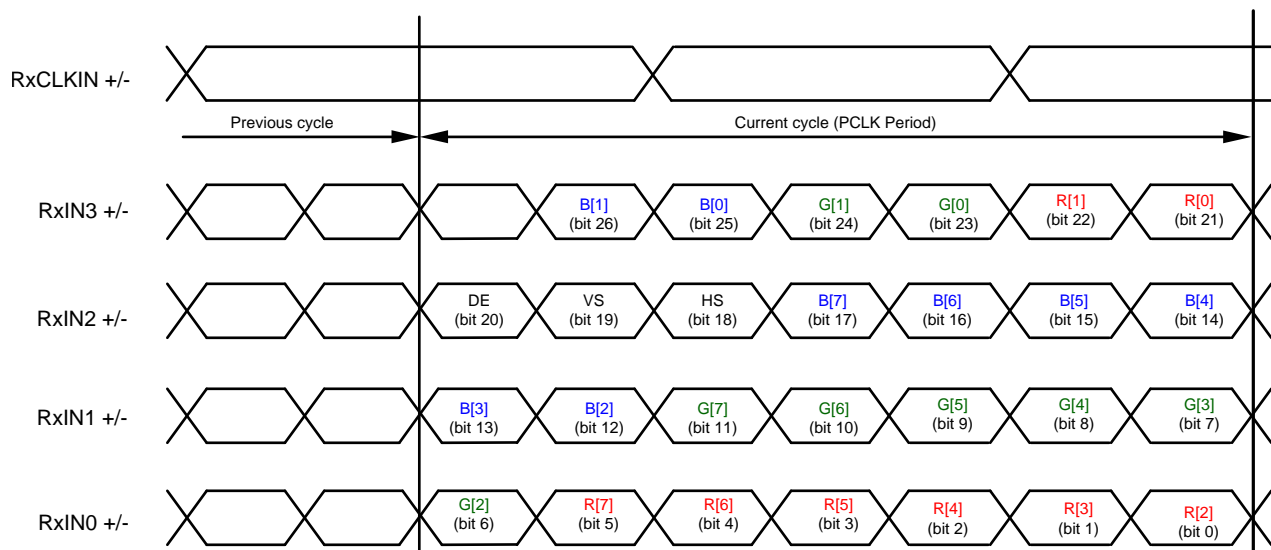 RxCLKIN +/-
Previous cycle
Current cycle (PCLK Period)
RxIN3 +/-
B[1] B[0] G[1] G[0] R[1] R[0]
(bit 26) (bit 25) (bit 24) (bit 23) (bit 22) (bit 21)
RxIN2 +/-
DE VS HS B[7] B[6] B[5] B[4]
(bit 20) (bit 19) (bit 18) (bit 17) (bit 16) (bit 15) (bit 14)
RxIN1 +/-
B[3] B[2] G[7] G[6] G[5] G[4] G[3]
(bit 13) (bit 12) (bit 11) (bit 10) (bit 9) (bit 8) (bit 7)
RxIN0 +/-
G[2] R[7] R[6] R[5] R[4] R[3] R[2]
(bit 6) (bit 5) (bit 4) (bit 3) (bit 2) (bit 1) (bit 0)